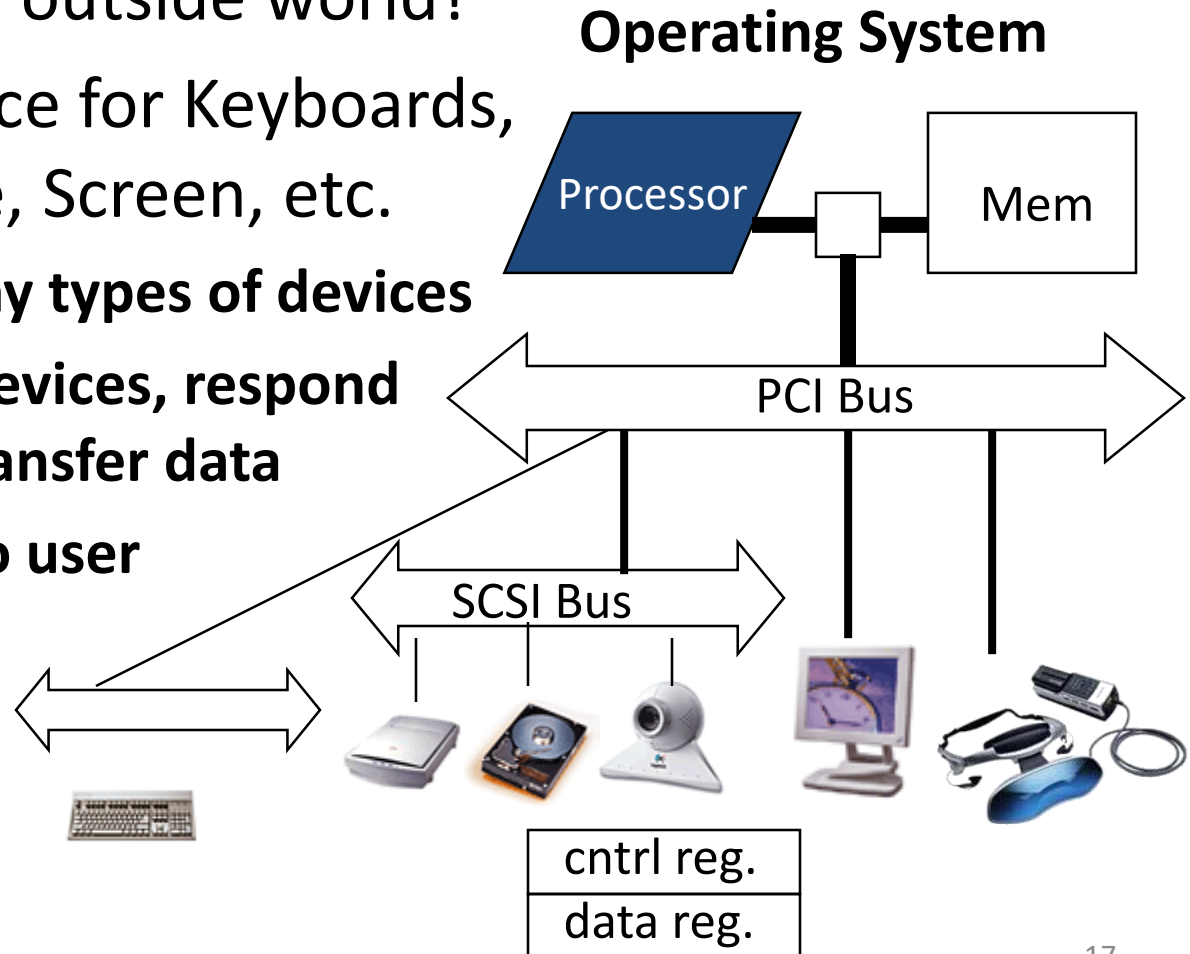 outside world?
Operating System
ce for Keyboards,
, Screen, etc.
y types of devices
evices, respond
ansfer data
user
Processor
Mem
PCI Bus
SCSI Bus
cntrl reg.
data reg.
17